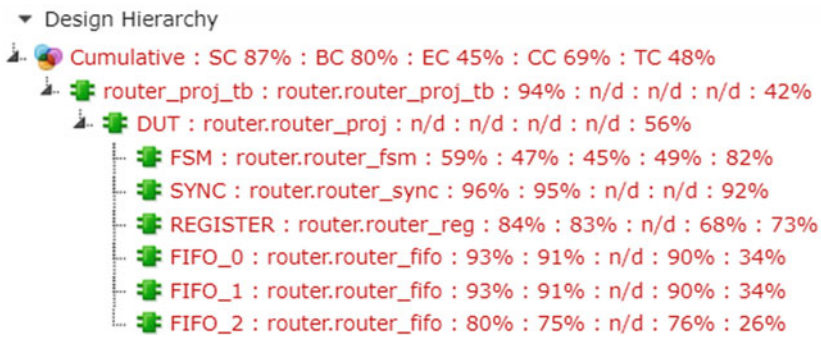 Design Hierarchy
Cumulative : SC 87% : BC 80% : EC 45% : CC 69% : TC 48%
router_proj_tb : router.router_proj_tb : 94% : n/d : n/d : n/d : 42%
DUT : router.router_proj : n/d : n/d : n/d : n/d : 56%
FSM : router.router_fsm : 59% : 47% : 45% : 49% : 82%
SYNC : router.router_sync : 96% : 95% : n/d : n/d : 92%
REGISTER : router.router_reg : 84% : 83% : n/d : 68% : 73%
FIFO_0 : router.router_fifo : 93% : 91% : n/d : 90% : 34%
FIFO_1 : router.router_fifo : 93% : 91% : n/d : 90% : 34%
FIFO_2 : router.router_fifo : 80% : 75% : n/d : 76% : 26%